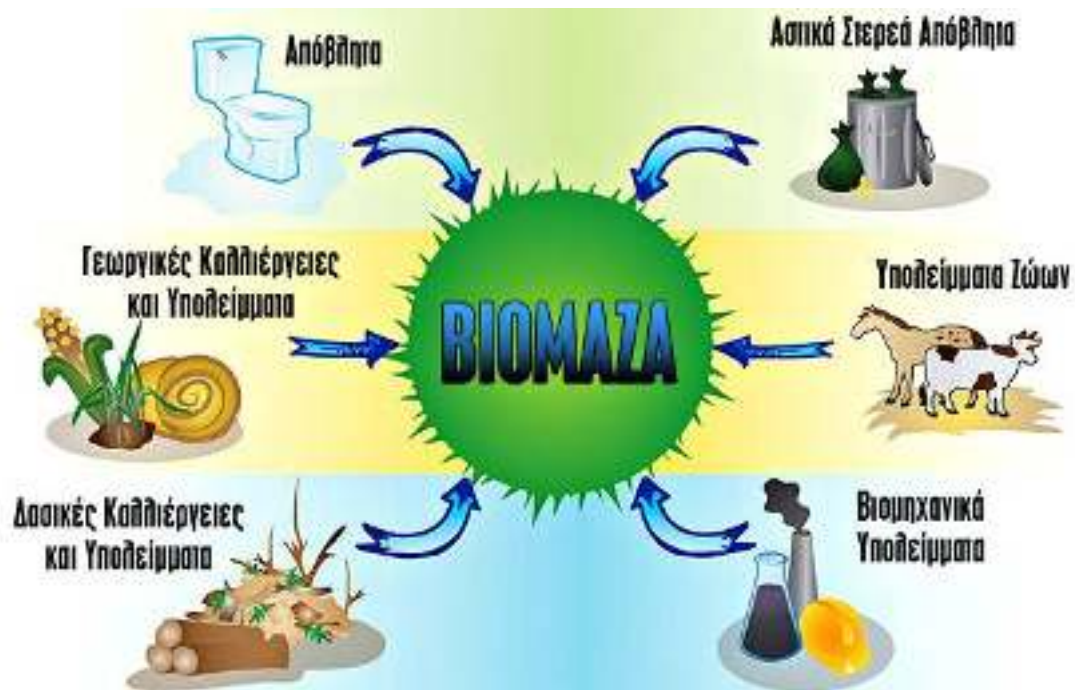 Απόβλητα
Αστικά Στερεά Απόβλητα
Γεωργικές Καλλιέργειες
και Υπολείμματα
ΒΙΟΜΑΖΑ
Υπολείμματα Ζώων
Δασικές Καλλιέργειες
και Υπολείμματα
Βιομηχανικά
Υπολείμματα